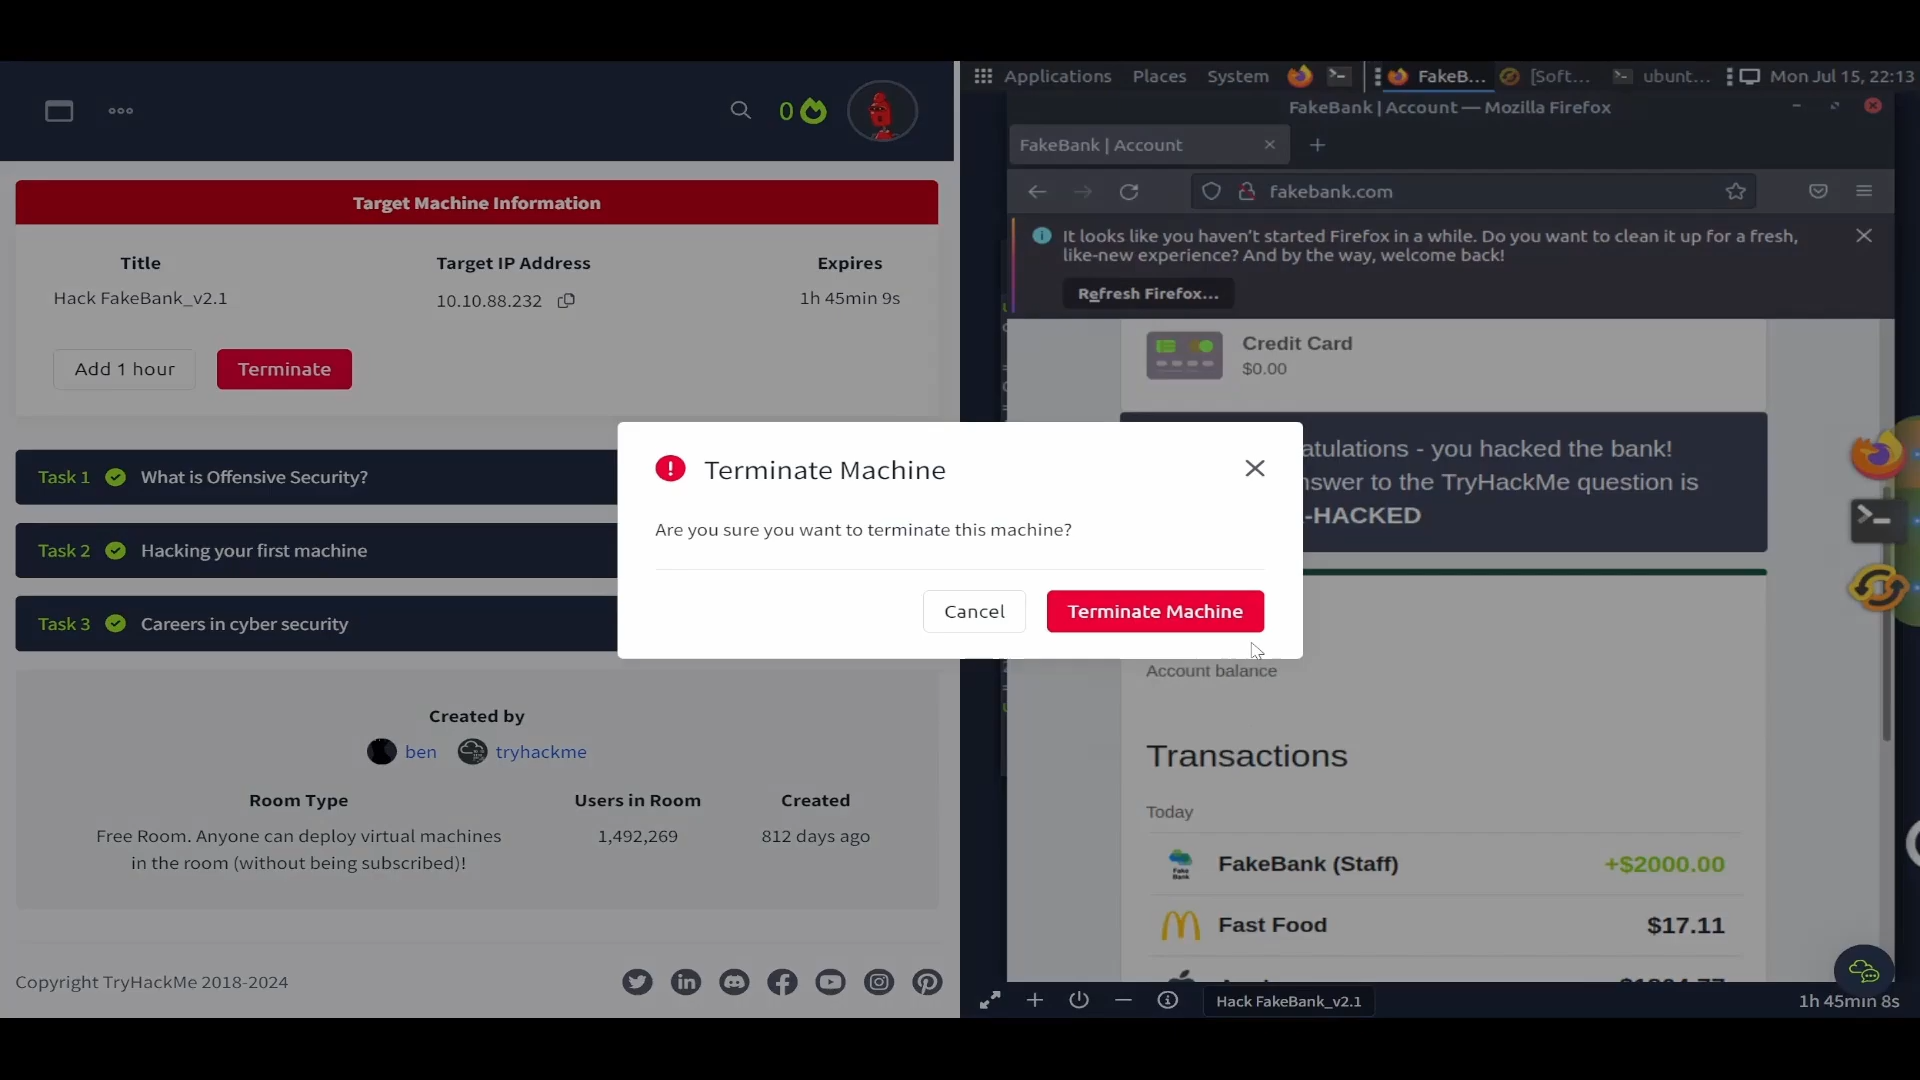 0
Target Machine Information
Title
Target IP Address
Expires
Hack FakeBank_v2.1
10.10.88.232
1h 45min 9s
Add 1 hour
Terminate
Task 1
What is Offensive Security?
Task 2
Hacking your first machine
Task 3
Careers in cyber security
Created by
ben
tryhackme
Room Type
Users in Room
Created
Free Room. Anyone can deploy virtual machines
in the room (without being subscribed)!
1,492,269
812 days ago
Copyright TryHackMe 2018-2024
Terminate Machine
Are you sure you want to terminate this machine?
Cancel
Terminate Machine
Applications
Places
System
FakeB...
[Soft...
ubunt...
Mon Jul 15, 22:13
FakeBank | Account — Mozilla Firefox
FakeBank | Account
fakebank.com
It looks like you haven't started Firefox in a while. Do you want to clean it up for a fresh,
like-new experience? And by the way, welcome back!
Refresh Firefox...
Credit Card
$0.00
atulations - you hacked the bank!
nswer to the TryHackMe question is
-HACKED
Account balance
Transactions
Today
Fake Bank
FakeBank (Staff)
+$2000.00
Fast Food
$17.11
Hack FakeBank_v2.1
1h 45min 8s